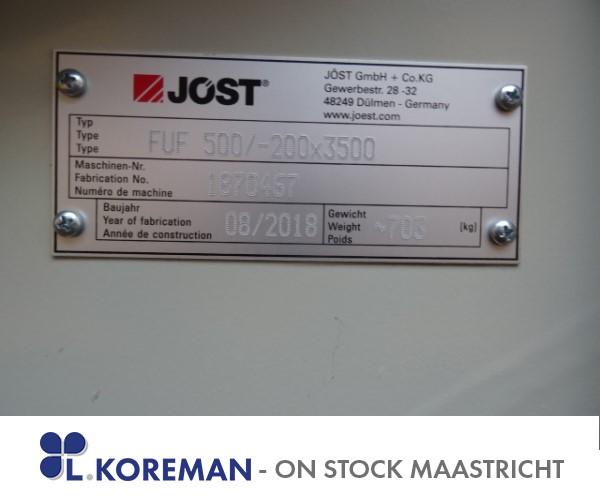 JÖST®
JÖST GmbH + Co.KG
Gewerbestr. 28 -32
48249 Dülmen - Germany
www.joest.com
Typ
Type
Type
FUF 500/-200x3500
Maschinen-Nr.
Fabrication No.
Numéro de machine
1870457
Baujahr
Year of fabrication
Année de construction
08/2018
Gewicht
Weight
Poids
~703
[kg]
L.KOREMAN - ON STOCK MAASTRICHT